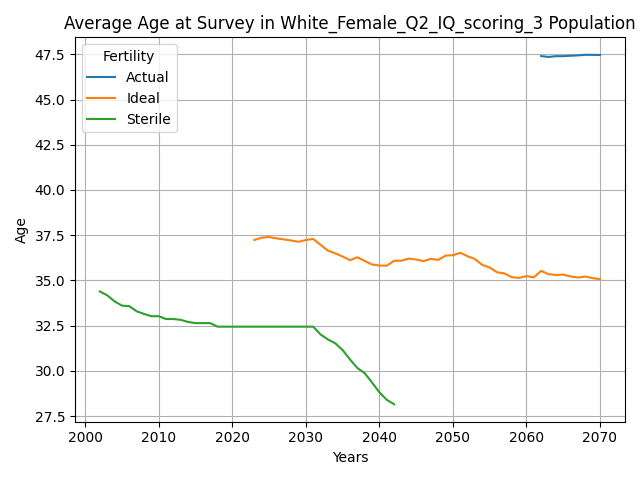 Average Age at Survey in White_Female_Q2_IQ_scoring_3 Population
Fertility
Actual
Ideal
Sterile
47.5
45.0
42.5
40.0
37.5
35.0
32.5
30.0
27.5
Age
2000 2010 2020 2030 2040 2050 2060 2070
Years